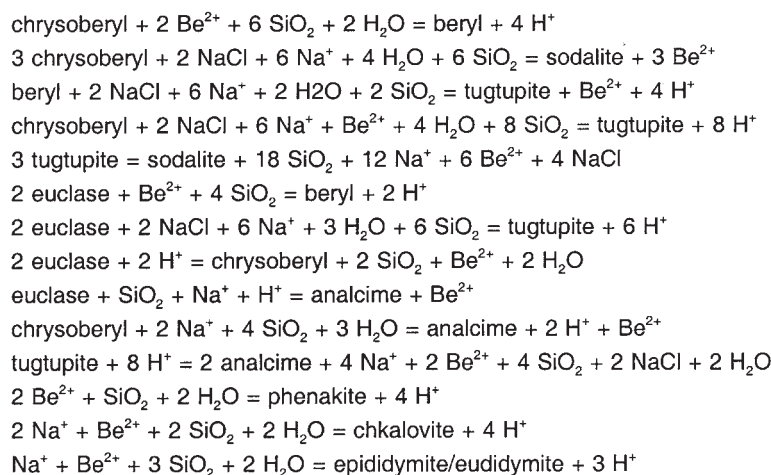 chrysoberyl + 2 Be²⁺ + 6 SiO₂ + 2 H₂O = beryl + 4 H⁺
3 chrysoberyl + 2 NaCl + 6 Na⁺ + 4 H₂O + 6 SiO₂ = sodalite + 3 Be²⁺
beryl + 2 NaCl + 6 Na⁺ + 2 H2O + 2 SiO₂ = tugtupite + Be²⁺ + 4 H⁺
chrysoberyl + 2 NaCl + 6 Na⁺ + Be²⁺ + 4 H₂O + 8 SiO₂ = tugtupite + 8 H⁺
3 tugtupite = sodalite + 18 SiO₂ + 12 Na⁺ + 6 Be²⁺ + 4 NaCl
2 euclase + Be²⁺ + 4 SiO₂ = beryl + 2 H⁺
2 euclase + 2 NaCl + 6 Na⁺ + 3 H₂O + 6 SiO₂ = tugtupite + 6 H⁺
2 euclase + 2 H⁺ = chrysoberyl + 2 SiO₂ + Be²⁺ + 2 H₂O
euclase + SiO₂ + Na⁺ + H⁺ = analcime + Be²⁺
chrysoberyl + 2 Na⁺ + 4 SiO₂ + 3 H₂O = analcime + 2 H⁺ + Be²⁺
tugtupite + 8 H⁺ = 2 analcime + 4 Na⁺ + 2 Be²⁺ + 4 SiO₂ + 2 NaCl + 2 H₂O
2 Be²⁺ + SiO₂ + 2 H₂O = phenakite + 4 H⁺
2 Na⁺ + Be²⁺ + 2 SiO₂ + 2 H₂O = chkalovite + 4 H⁺
Na⁺ + Be²⁺ + 3 SiO₂ + 2 H₂O = epididymite/eudidymite + 3 H⁺